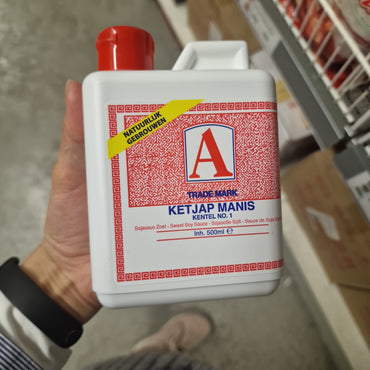 NATUURLIJK
GEBROUWEN
A
TRADE MARK
KETJAP MANIS
KENTEL NO. 1
Sojasaus Zoet - Sweet Soy Sauce - Sojasoße Süß - Sauce de Soja
Inh. 500ml ℮